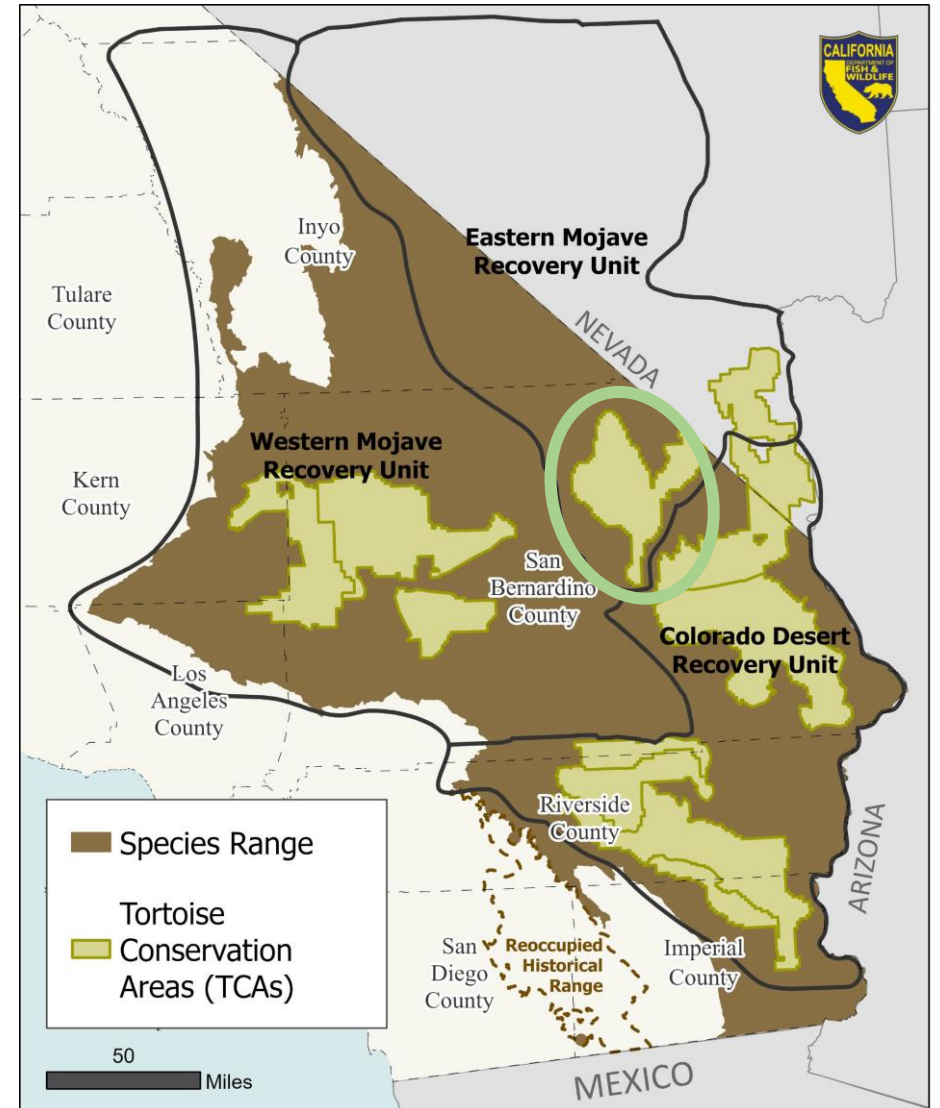 CALIFORNIA
DEPARTMENT OF
FISH &
WILDLIFE
Inyo
County
Eastern Mojave
Recovery Unit
Tulare
County
NEVADA
Western Mojave
Recovery Unit
Kern
County
San
Bernardino
County
Colorado Desert
Recovery Unit
Los
Angeles
County
Riverside
County
ARIZONA
Species Range
Tortoise
Conservation
Areas (TCAs)
San
Diego
County
Reoccupied
Historical
Range
Imperial
County
50
Miles
MEXICO